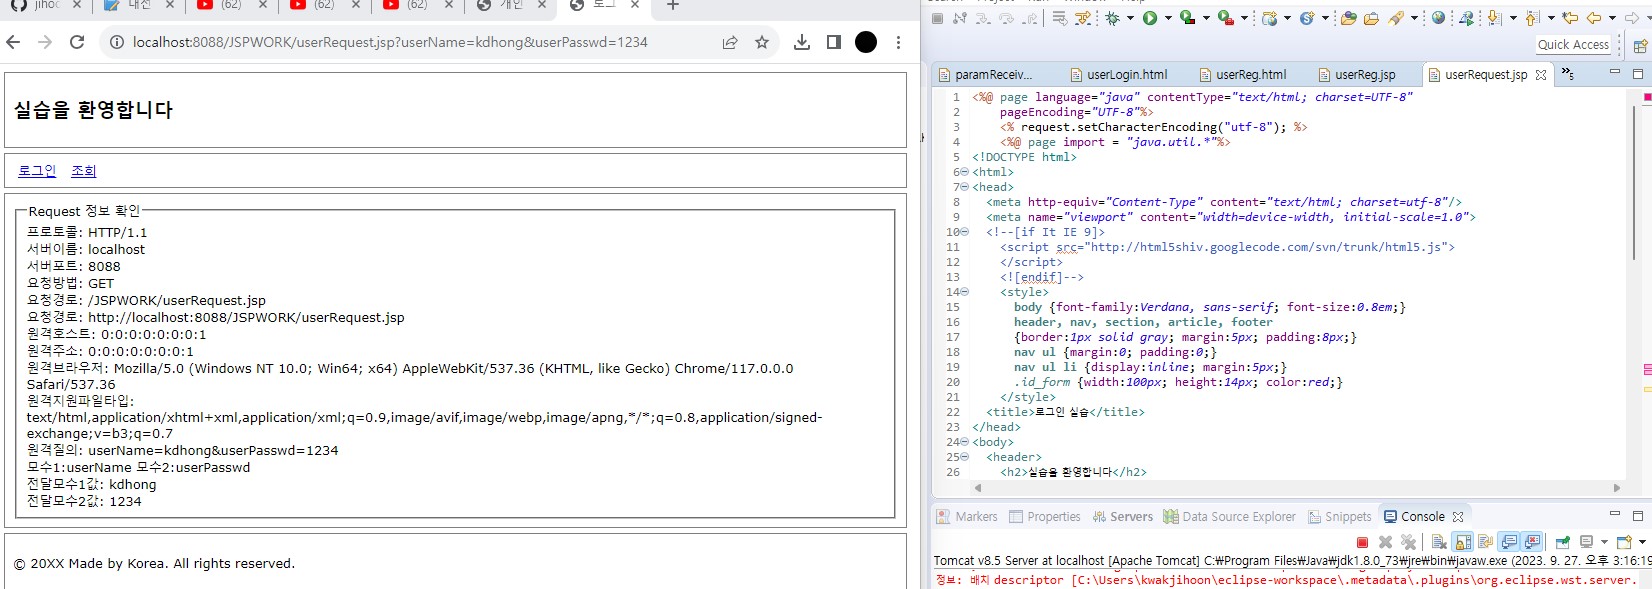 jihoc
대전
(62)
(62)
(62)
개인
로그
localhost:8088/JSPWORK/userRequest.jsp?userName=kdhong&userPasswd=1234
실습을 환영합니다
로그인 조회
Request 정보 확인
프로토콜: HTTP/1.1
서버이름: localhost
서버포트: 8088
요청방법: GET
요청경로: /JSPWORK/userRequest.jsp
요청경로: http://localhost:8088/JSPWORK/userRequest.jsp
원격호스트: 0:0:0:0:0:0:0:1
원격주소: 0:0:0:0:0:0:0:1
원격브라우저: Mozilla/5.0 (Windows NT 10.0; Win64; x64) AppleWebKit/537.36 (KHTML, like Gecko) Chrome/117.0.0.0
Safari/537.36
원격지원파일타입:
text/html,application/xhtml+xml,application/xml;q=0.9,image/avif,image/webp,image/apng,*/*;q=0.8,application/signed-
exchange;v=b3;q=0.7
원격질의: userName=kdhong&userPasswd=1234
모수1:userName 모수2:userPasswd
전달모수1값: kdhong
전달모수2값: 1234
© 20XX Made by Korea. All rights reserved.
Quick Access
paramReceiv... userLogin.html userReg.html userReg.jsp userRequest.jsp »5
1 <%@ page language="java" contentType="text/html; charset=UTF-8"
2 pageEncoding="UTF-8"%>
3 <% request.setCharacterEncoding("utf-8"); %>
4 <%@ page import = "java.util.*"%>
5 <!DOCTYPE html>
6 <html>
7 <head>
8 <meta http-equiv="Content-Type" content="text/html; charset=utf-8"/>
9 <meta name="viewport" content="width=device-width, initial-scale=1.0">
10 <!--[if It IE 9]>
11 <script src="http://html5shiv.googlecode.com/svn/trunk/html5.js">
12 </script>
13 <![endif]-->
14 <style>
15 body {font-family:Verdana, sans-serif; font-size:0.8em;}
16 header, nav, section, article, footer
17 {border:1px solid gray; margin:5px; padding:8px;}
18 nav ul {margin:0; padding:0;}
19 nav ul li {display:inline; margin:5px;}
20 .id_form {width:100px; height:14px; color:red;}
21 </style>
22 <title>로그인 실습</title>
23 </head>
24 <body>
25 <header>
26 <h2>실습을 환영합니다</h2>
Markers Properties Servers Data Source Explorer Snippets Console
Tomcat v8.5 Server at localhost [Apache Tomcat] C:₩Program Files₩Java₩jdk1.8.0_73₩jre₩bin₩javaw.exe (2023. 9. 27. 오후 3:16:19
정보: 배치 descriptor [C:\Users\kwakjihoon\eclipse-workspace\.metadata\.plugins\org.eclipse.wst.server.